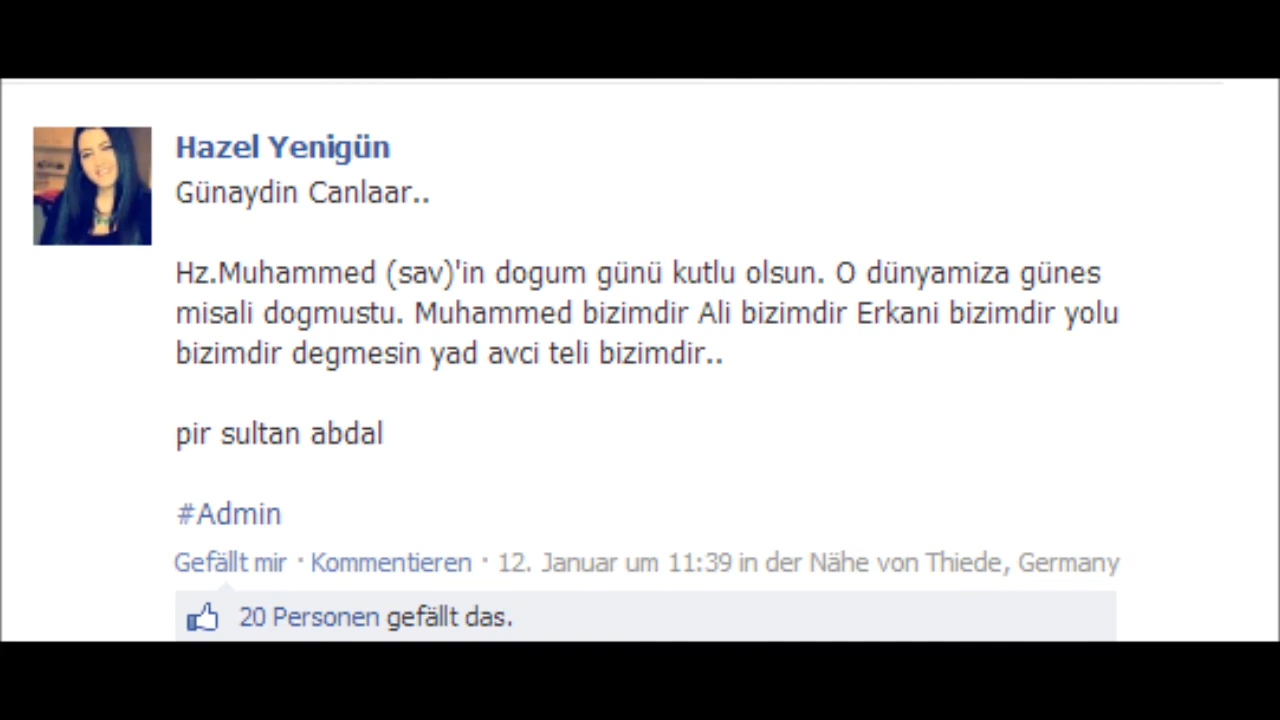 Hazel Yenigün
Günaydin Canlaar..
Hz.Muhammed (sav)'in dogum günü kutlu olsun. O dünyamiza günes
misali dogmustu. Muhammed bizimdir Ali bizimdir Erkani bizimdir yolu
bizimdir degmesin yad avci teli bizimdir..
pir sultan abdal
#Admin
Gefällt mir · Kommentieren · 12. Januar um 11:39 in der Nähe von Thiede, Germany
20 Personen gefällt das.